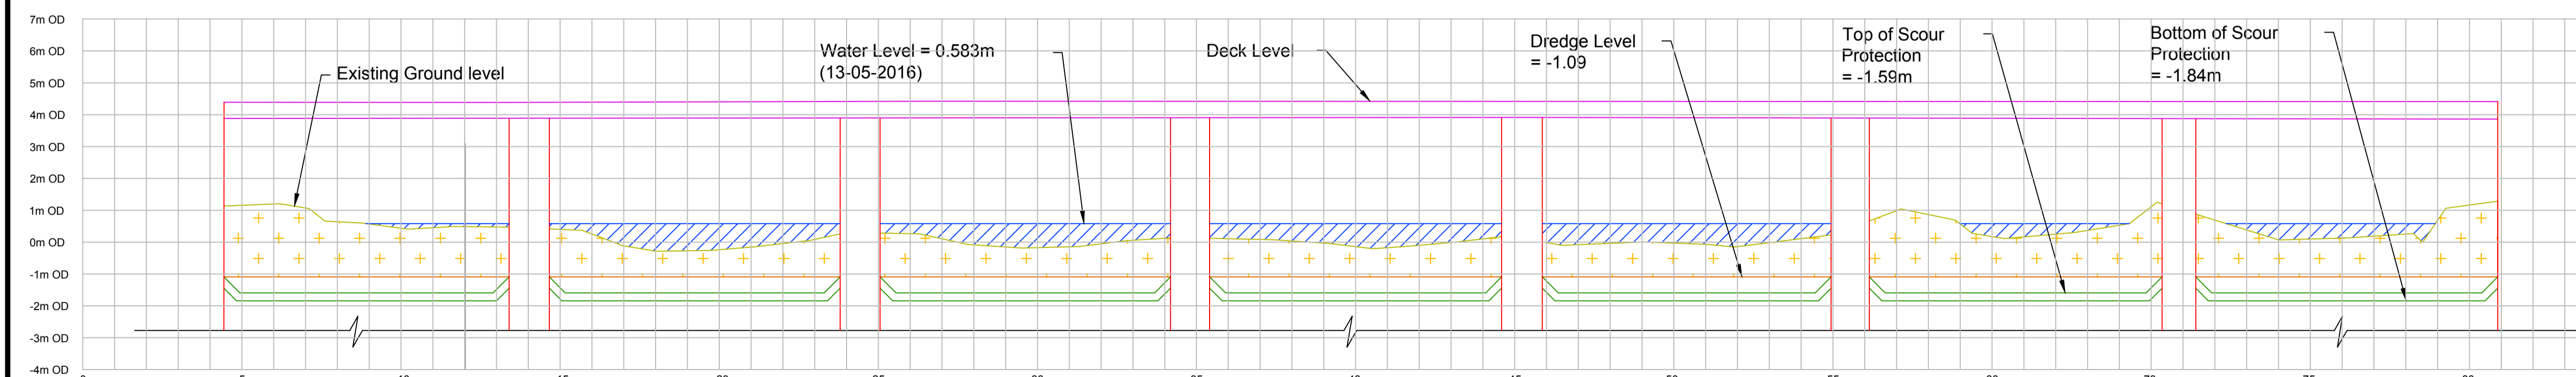 7m OD
6m OD
5m OD
4m OD
3m OD
2m OD
1m OD
0m OD
-1m OD
-2m OD
-3m OD
-4m OD
Existing Ground level
Water Level = 0.583m
(13-05-2016)
Deck Level
Dredge Level
= -1.09
Top of Scour
Protection
= -1.59m
Bottom of Scour
Protection
= -1.84m